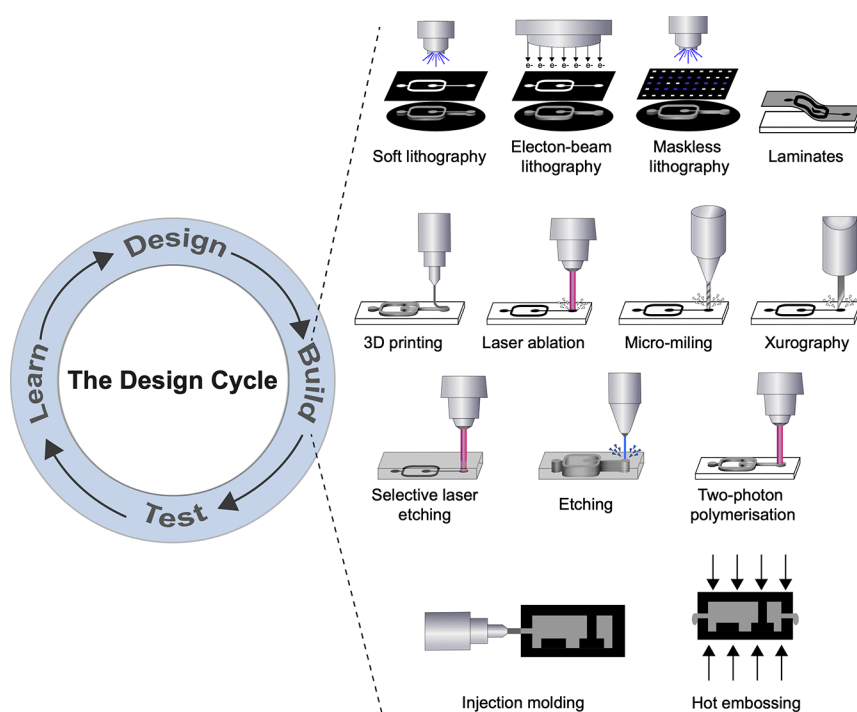 Design
Build
Test
Learn
The Design Cycle
e- e- e- e- e- e- e-
Soft lithography
Electon-beam
lithography
Maskless
lithography
Laminates
3D printing
Laser ablation
Micro-miling
Xurography
Selective laser
etching
Etching
Two-photon
polymerisation
Injection molding
Hot embossing